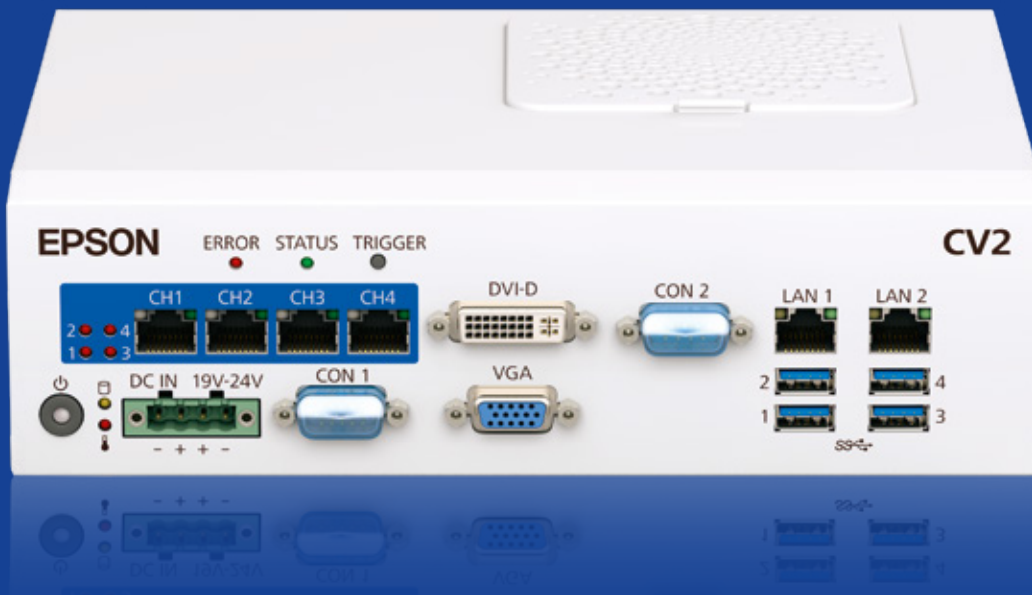 EPSON
ERROR STATUS TRIGGER
CV2
CH1 CH2 CH3 CH4
DVI-D
CON 2
LAN 1 LAN 2
2 4
1 3
DC IN 19V-24V
CON 1
VGA
2 4
1 3
- + + -
SS